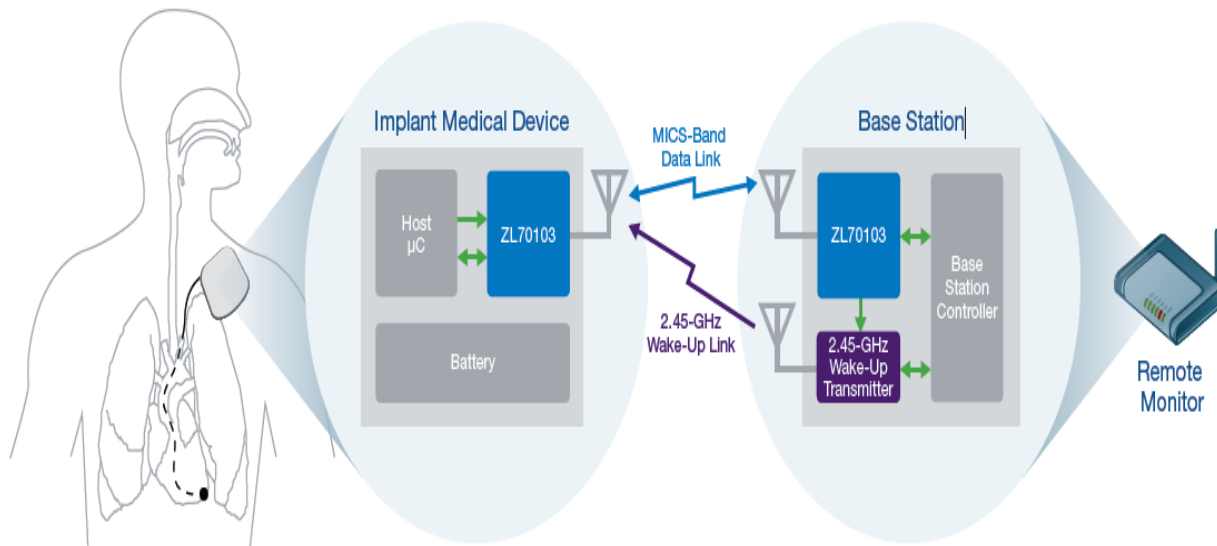 Implant Medical Device
Host
µC
ZL70103
Battery
MICS-Band
Data Link
2.45-GHz
Wake-Up Link
Base Station
ZL70103
2.45-GHz
Wake-Up
Transmitter
Base
Station
Controller
Remote
Monitor